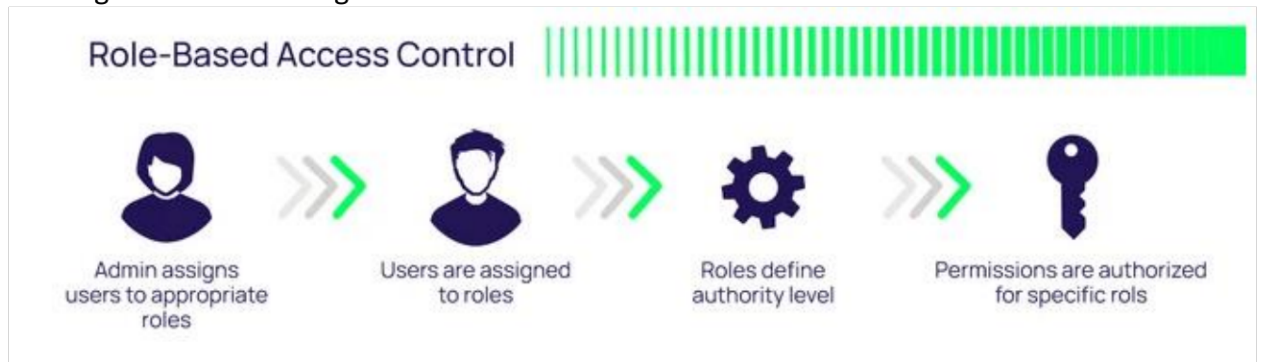 Role-Based Access Control
Admin assigns
users to appropriate
roles
Users are assigned
to roles
Roles define
authority level
Permissions are authorized
for specific rols